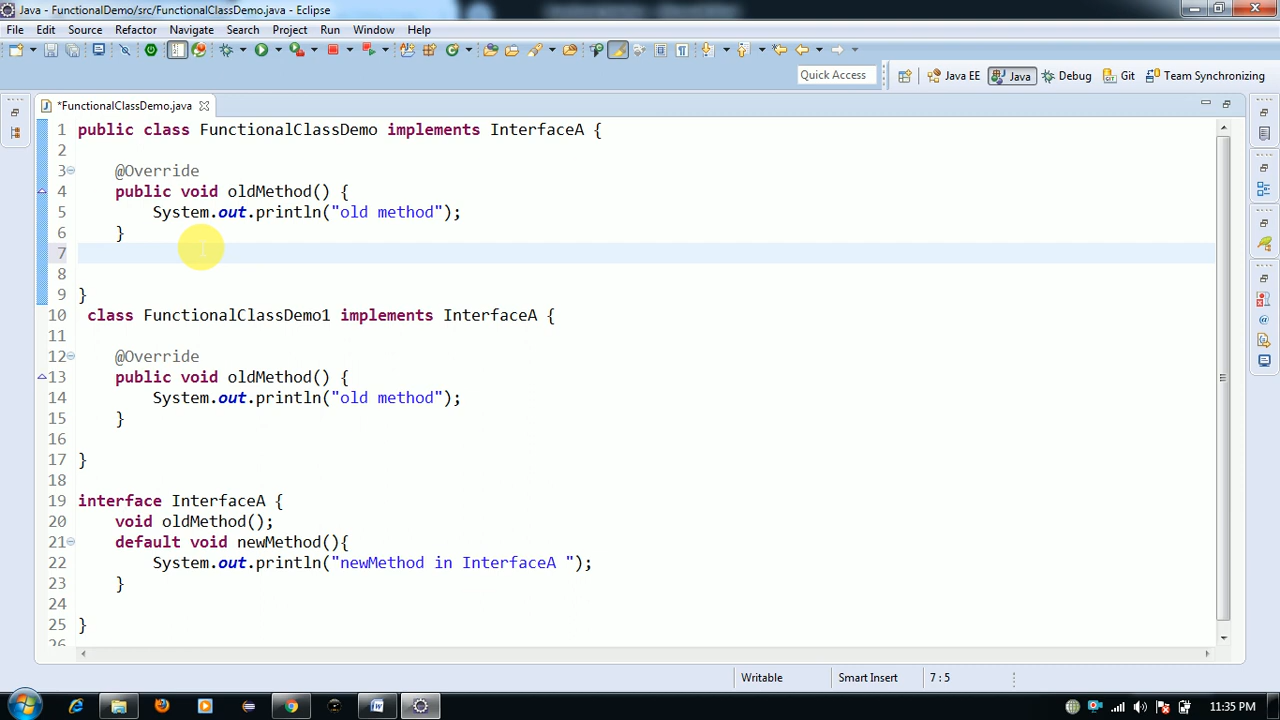 Java - FunctionalDemo/src/FunctionalClassDemo.java - Eclipse
File Edit Source Refactor Navigate Search Project Run Window Help
Quick Access Java EE Java Debug Git Team Synchronizing
*FunctionalClassDemo.java
1 public class FunctionalClassDemo implements InterfaceA {
2
3 @Override
4 public void oldMethod() {
5 System.out.println("old method");
6 }
7
8
9 }
10 class FunctionalClassDemo1 implements InterfaceA {
11
12 @Override
13 public void oldMethod() {
14 System.out.println("old method");
15 }
16
17 }
18
19 interface InterfaceA {
20 void oldMethod();
21 default void newMethod(){
22 System.out.println("newMethod in InterfaceA ");
23 }
24
25 }
26
Writable Smart Insert 7 : 5
11:35 PM